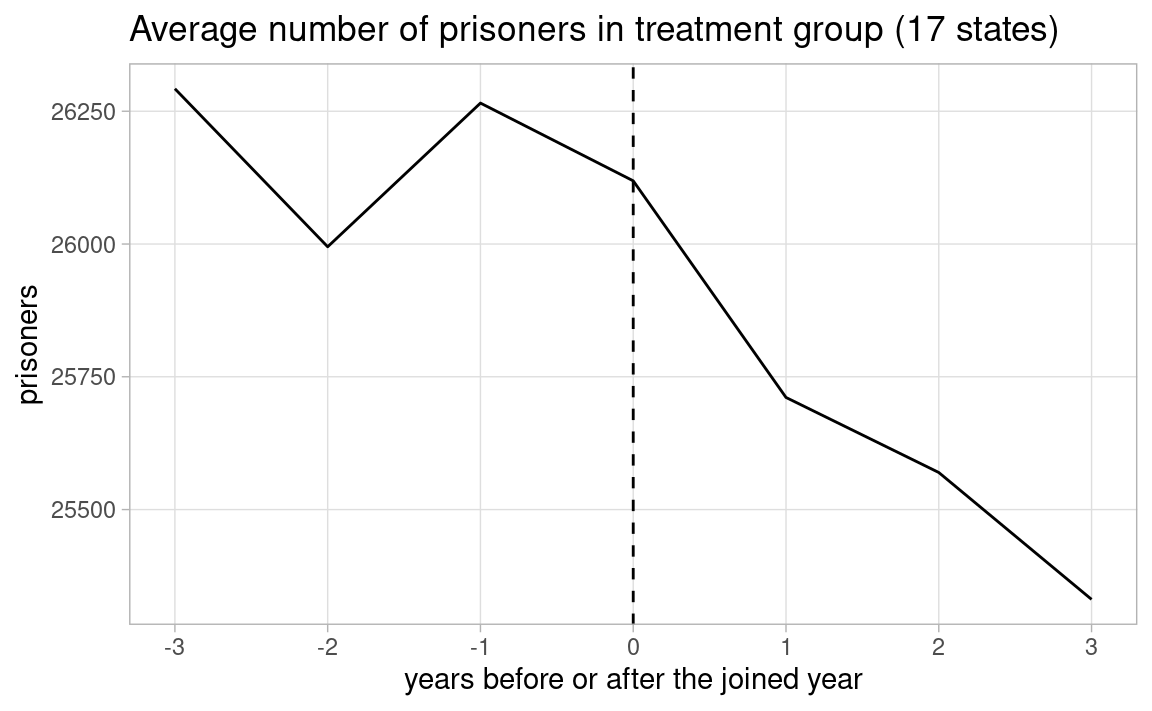 Average number of prisoners in treatment group (17 states)
26250
26000
25750
25500
prisoners
-3 -2 -1 0 1 2 3
years before or after the joined year